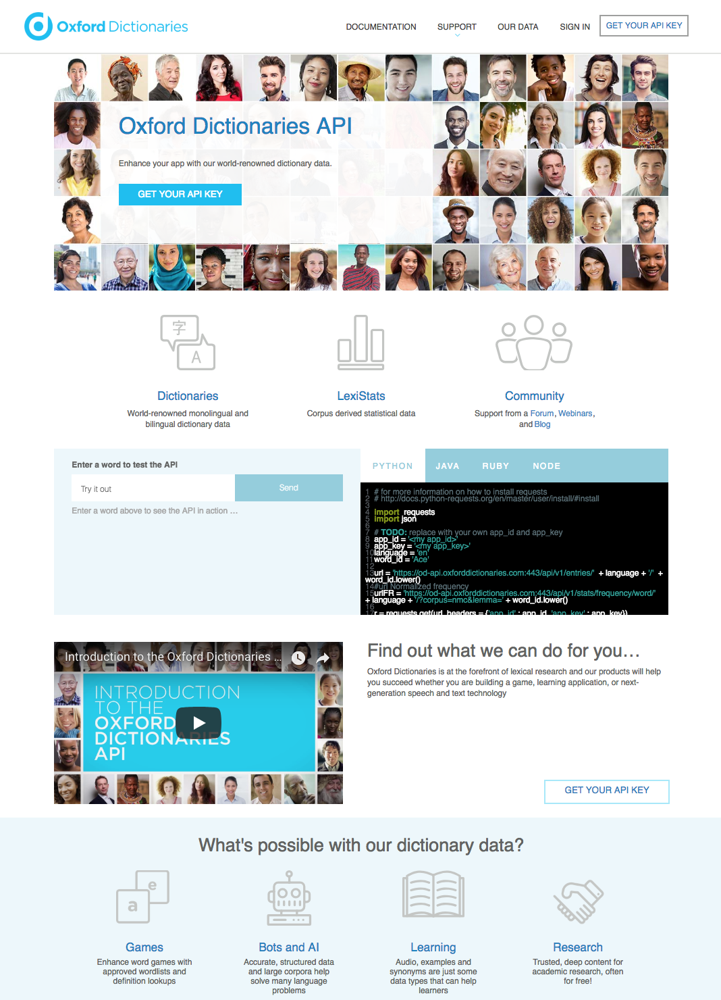 Oxford Dictionaries
DOCUMENTATION SUPPORT OUR DATA SIGN IN GET YOUR API KEY
Oxford Dictionaries API
Enhance your app with our world-renowned dictionary data.
GET YOUR API KEY
字
A
Dictionaries
World-renowned monolingual and
bilingual dictionary data
LexiStats
Corpus derived statistical data
Community
Support from a Forum, Webinars,
and Blog
Enter a word to test the API
Try it out
Send
Enter a word above to see the API in action ...
PYTHON JAVA RUBY NODE
1 # for more information on how to install requests
2 # http://docs.python-requests.org/en/master/user/install/#install
3
4 import requests
5 import json
6
7 # TODO: replace with your own app_id and app_key
8 app_id = '<my app_id>'
9 app_key = '<my app_key>'
10 language = 'en'
11 word_id = 'Ace'
12
13 url = 'https://od-api.oxforddictionaries.com:443/api/v1/entries/' + language + '/' +
word_id.lower()
14 #url Normalized frequency
15 urlFR = 'https://od-api.oxforddictionaries.com:443/api/v1/stats/frequency/word/'
+ language + '/?corpus=nmc&lemma=' + word_id.lower()
16
17 r = requests.get(url, headers = {'app_id' : app_id, 'app_key' : app_key})
Introduction to the Oxford Dictionaries ...
INTRODUCTION
TO THE
OXFORD
DICTIONARIES
API
Find out what we can do for you…
Oxford Dictionaries is at the forefront of lexical research and our products will help
you succeed whether you are building a game, learning application, or next-
generation speech and text technology
GET YOUR API KEY
What's possible with our dictionary data?
e
a
Games
Enhance word games with
approved wordlists and
definition lookups
Bots and AI
Accurate, structured data
and large corpora help
solve many language
problems
Learning
Audio, examples and
synonyms are just some
data types that can help
learners
Research
Trusted, deep content for
academic research, often
for free!